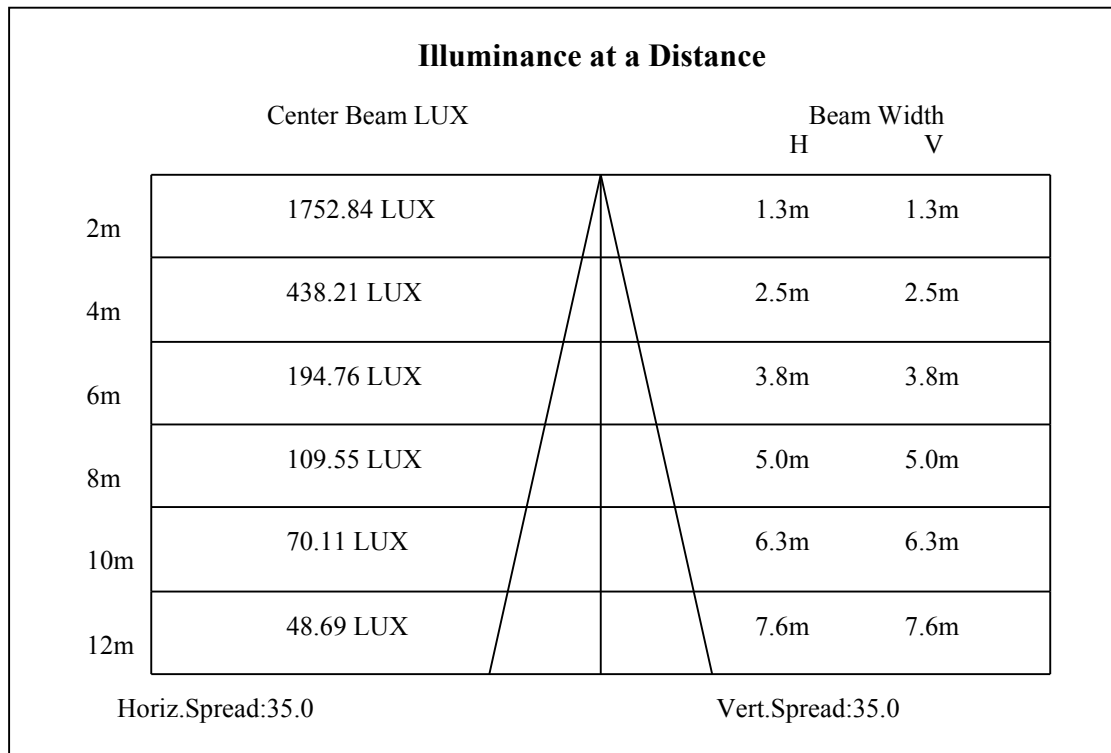 Illuminance at a Distance
Center Beam LUX Beam Width
H V
2m 1752.84 LUX 1.3m 1.3m
4m 438.21 LUX 2.5m 2.5m
6m 194.76 LUX 3.8m 3.8m
8m 109.55 LUX 5.0m 5.0m
10m 70.11 LUX 6.3m 6.3m
12m 48.69 LUX 7.6m 7.6m
Horiz.Spread:35.0 Vert.Spread:35.0